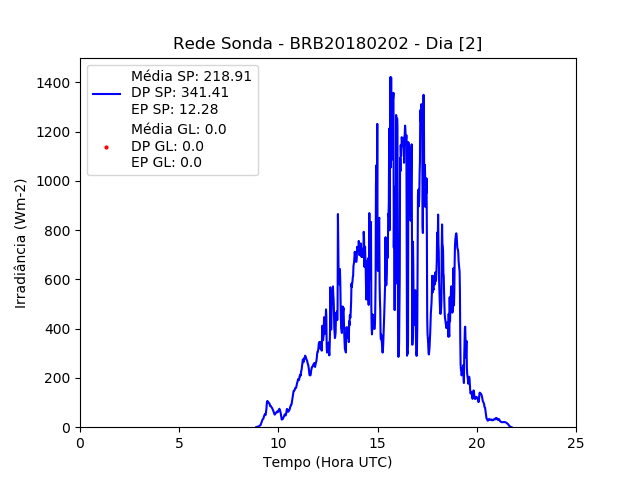 Rede Sonda - BRB20180202 - Dia [2]
Média SP: 218.91
DP SP: 341.41
EP SP: 12.28
Média GL: 0.0
DP GL: 0.0
EP GL: 0.0
Irradiância (Wm-2)
1400
1200
1000
800
600
400
200
0
0 5 10 15 20 25
Tempo (Hora UTC)